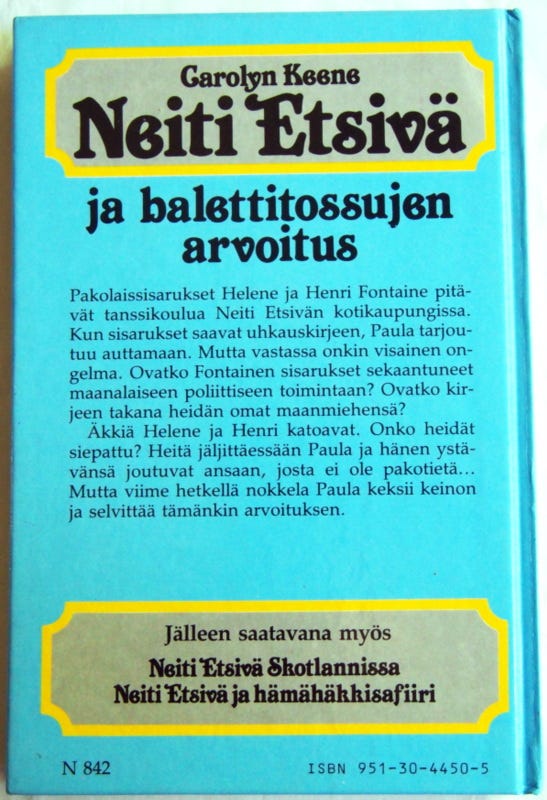 Carolyn Keene
Neiti Etsivä
ja balettitossujen
arvoitus
Pakolaissisarukset Helene ja Henri Fontaine pitä-
vät tanssikoulua Neiti Etsivän kotikaupungissa.
Kun sisarukset saavat uhkauskirjeen, Paula tarjou-
tuu auttamaan. Mutta vastassa onkin visainen on-
gelma. Ovatko Fontainen sisarukset sekaantuneet
maanalaiseen poliittiseen toimintaan? Ovatko kir-
jeen takana heidän omat maanmiehensä?
Äkkiä Helene ja Henri katoavat. Onko heidät
siepattu? Heitä jäljittäessään Paula ja hänen ystä-
vänsä joutuvat ansaan, josta ei ole pakotietä...
Mutta viime hetkellä nokkela Paula keksii keinon
ja selvittää tämänkin arvoituksen.
Jälleen saatavana myös
Neiti Etsivä Skotlannissa
Neiti Etsivä ja hämähäkkisafiiri
N 842
ISBN 951-30-4450-5